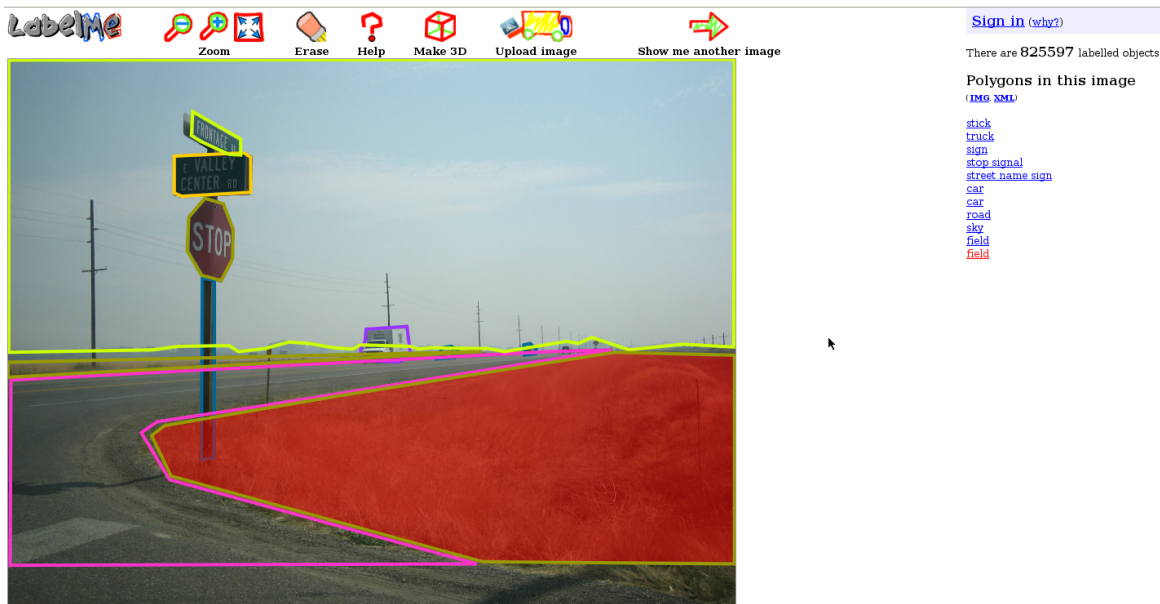 LabelMe
Sign in (why?)
Zoom Erase Help Make 3D Upload image Show me another image
There are 825597 labelled objects
Polygons in this image
(IMG, XML)
stick
truck
sign
stop signal
street name sign
car
car
road
sky
field
field
FRONTAGE
E VALLEY
CENTER RD
STOP